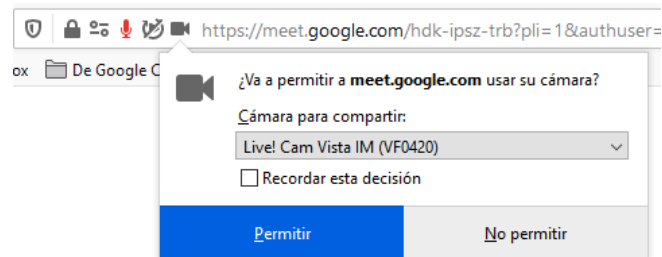 https://meet.google.com/hdk-ipsz-trb?pli=1&authuser=
ox De Google C
¿Va a permitir a meet.google.com usar su cámara?
Cámara para compartir:
Live! Cam Vista IM (VF0420)
Recordar esta decisión
Permitir No permitir